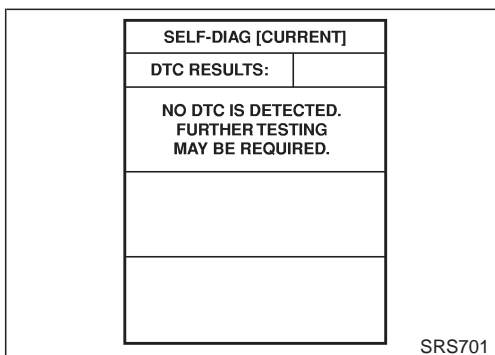 SELF-DIAG [CURRENT]
DTC RESULTS:
NO DTC IS DETECTED.
FURTHER TESTING
MAY BE REQUIRED.
SRS701